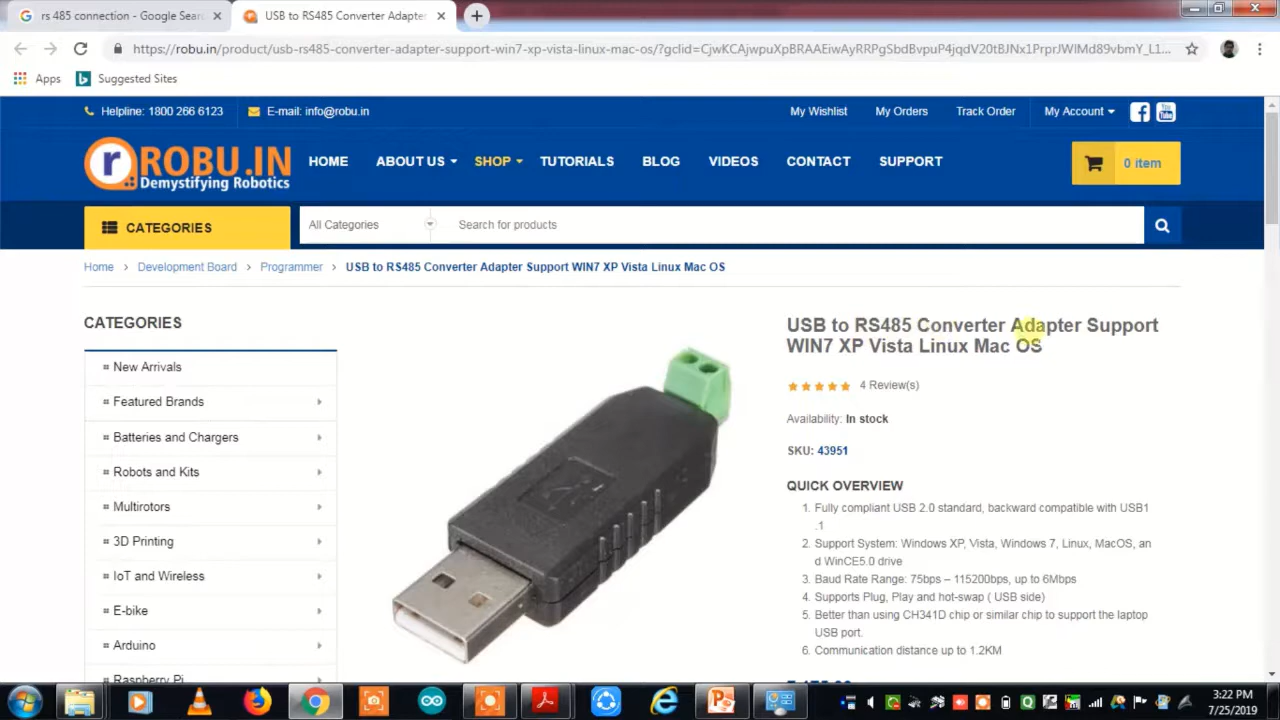 rs 485 connection - Google Sear
USB to RS485 Converter Adapter
https://robu.in/product/usb-rs485-converter-adapter-support-win7-xp-vista-linux-mac-os/?gclid=
Apps
Suggested Sites
Helpline: 1800 266 6123
E-mail: info@robu.in
My Wishlist
My Orders
Track Order
My Account
You Tube
r ROBU.IN
Demystifying Robotics
HOME
ABOUT US
SHOP
TUTORIALS
BLOG
VIDEOS
CONTACT
SUPPORT
0 item
CATEGORIES
All Categories
Search for products
Home > Development Board > Programmer > USB to RS485 Converter Adapter Support WIN7 XP Vista Linux Mac OS
CATEGORIES
New Arrivals
Featured Brands
Batteries and Chargers
Robots and Kits
Multirotors
3D Printing
IoT and Wireless
E-bike
Arduino
Raspberry Pi
USB to RS485 Converter Adapter Support
WIN7 XP Vista Linux Mac OS
4 Review(s)
Availability: In stock
SKU: 43951
QUICK OVERVIEW
1. Fully compliant USB 2.0 standard, backward compatible with USB1
.1
2. Support System: Windows XP, Vista, Windows 7, Linux, MacOS, an
d WinCE5.0 drive
3. Baud Rate Range: 75bps – 115200bps, up to 6Mbps
4. Supports Plug, Play and hot-swap ( USB side)
5. Better than using CH341D chip or similar chip to support the laptop
USB port.
6. Communication distance up to 1.2KM
3:22 PM
7/25/2019